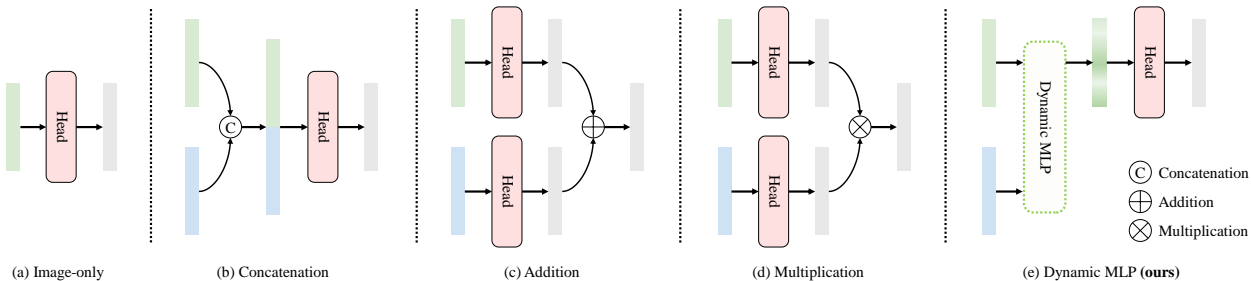 Head
(a) Image-only
C
Head
(b) Concatenation
Head
Head
(c) Addition
Head
Head
(d) Multiplication
Dynamic MLP
Head
C Concatenation
Addition
Multiplication
(e) Dynamic MLP (ours)